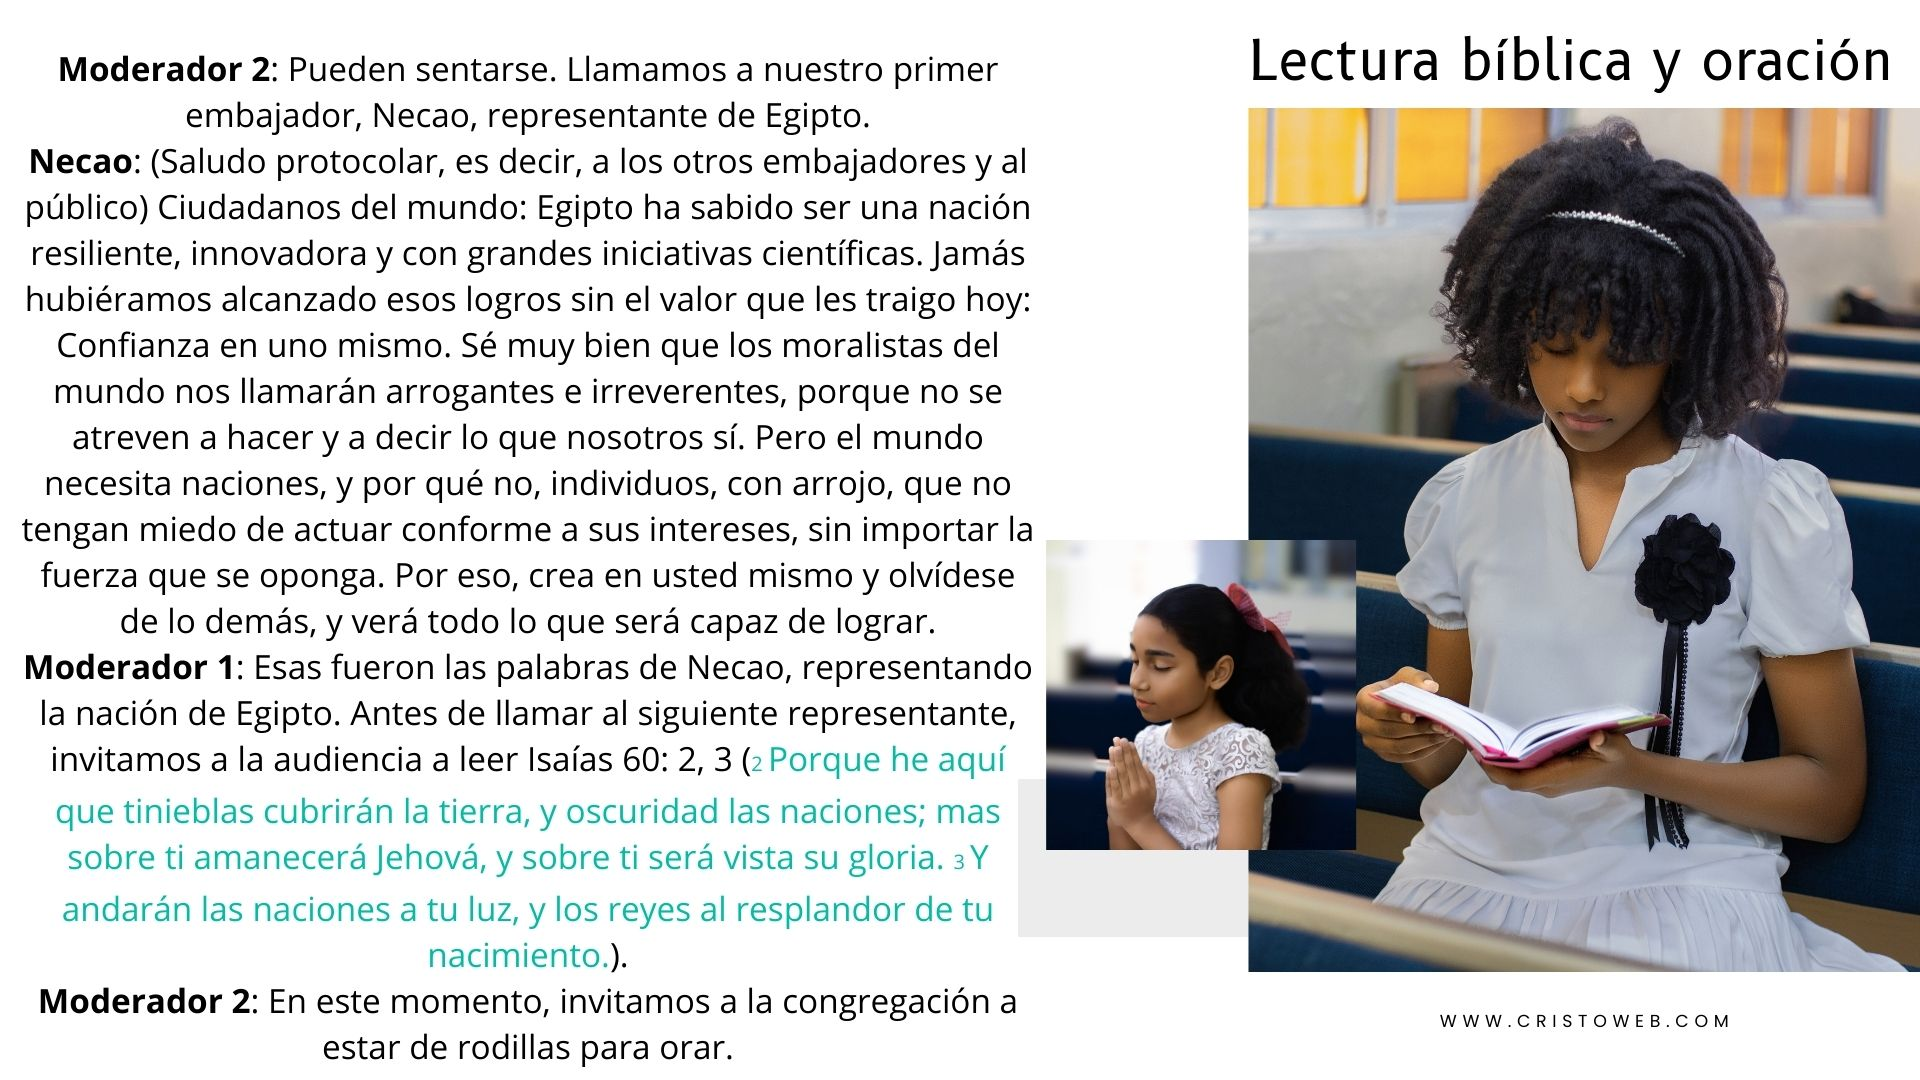 Lectura bíblica y oración
Moderador 2: Pueden sentarse. Llamamos a nuestro primer
embajador, Necao, representante de Egipto.
Necao: (Saludo protocolar, es decir, a los otros embajadores y al
público) Ciudadanos del mundo: Egipto ha sabido ser una nación
resiliente, innovadora y con grandes iniciativas científicas. Jamás
hubiéramos alcanzado esos logros sin el valor que les traigo hoy:
Confianza en uno mismo. Sé muy bien que los moralistas del
mundo nos llamarán arrogantes e irreverentes, porque no se
atreven a hacer y a decir lo que nosotros sí. Pero el mundo
necesita naciones, y por qué no, individuos, con arrojo, que no
tengan miedo de actuar conforme a sus intereses, sin importar la
fuerza que se oponga. Por eso, crea en usted mismo y olvídese
de lo demás, y verá todo lo que será capaz de lograr.
Moderador 1: Esas fueron las palabras de Necao, representando
la nación de Egipto. Antes de llamar al siguiente representante,
invitamos a la audiencia a leer Isaías 60: 2, 3 (2 Porque he aquí
que tinieblas cubrirán la tierra, y oscuridad las naciones; mas
sobre ti amanecerá Jehová, y sobre ti será vista su gloria. 3 Y
andarán las naciones a tu luz, y los reyes al resplandor de tu
nacimiento.).
Moderador 2: En este momento, invitamos a la congregación a
estar de rodillas para orar.
WWW.CRISTOWEB.COM